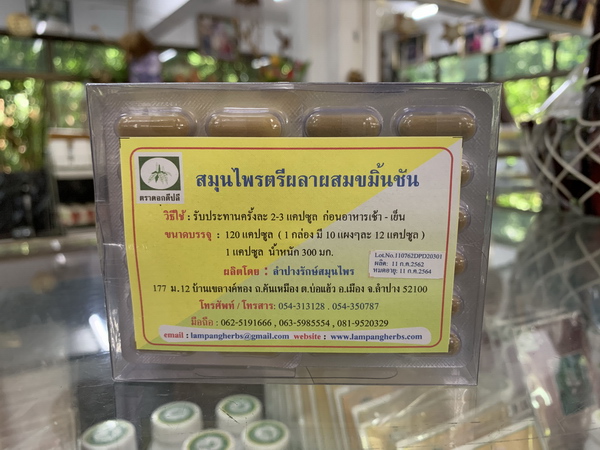 ตราดอกดีปลี
สมุนไพรตรีผลาผสมขมิ้นชัน
วิธีใช้ : รับประทานครั้งละ 2-3 แคปซูล ก่อนอาหารเช้า - เย็น
ขนาดบรรจุ : 120 แคปซูล ( 1 กล่อง มี 10 แผงๆละ 12 แคปซูล )
1 แคปซูล น้ำหนัก 300 มก.
Lot.No.110762DPD20501
ผลิต: 11 ก.ค.2562
หมดอายุ: 11 ก.ค.2564
ผลิตโดย : ลำปางรักษ์สมุนไพร
177 ม.12 บ้านเขลางค์ทอง ถ.คันเหมือง ต.บ่อแฮ้ว อ.เมือง จ.ลำปาง 52100
โทรศัพท์ / โทรสาร: 054-313128 . 054-350787
มือถือ : 062-5191666 , 063-5985554 , 081-9520329
email : lampangherbs@gmail.com website : www.lampangherbs.com